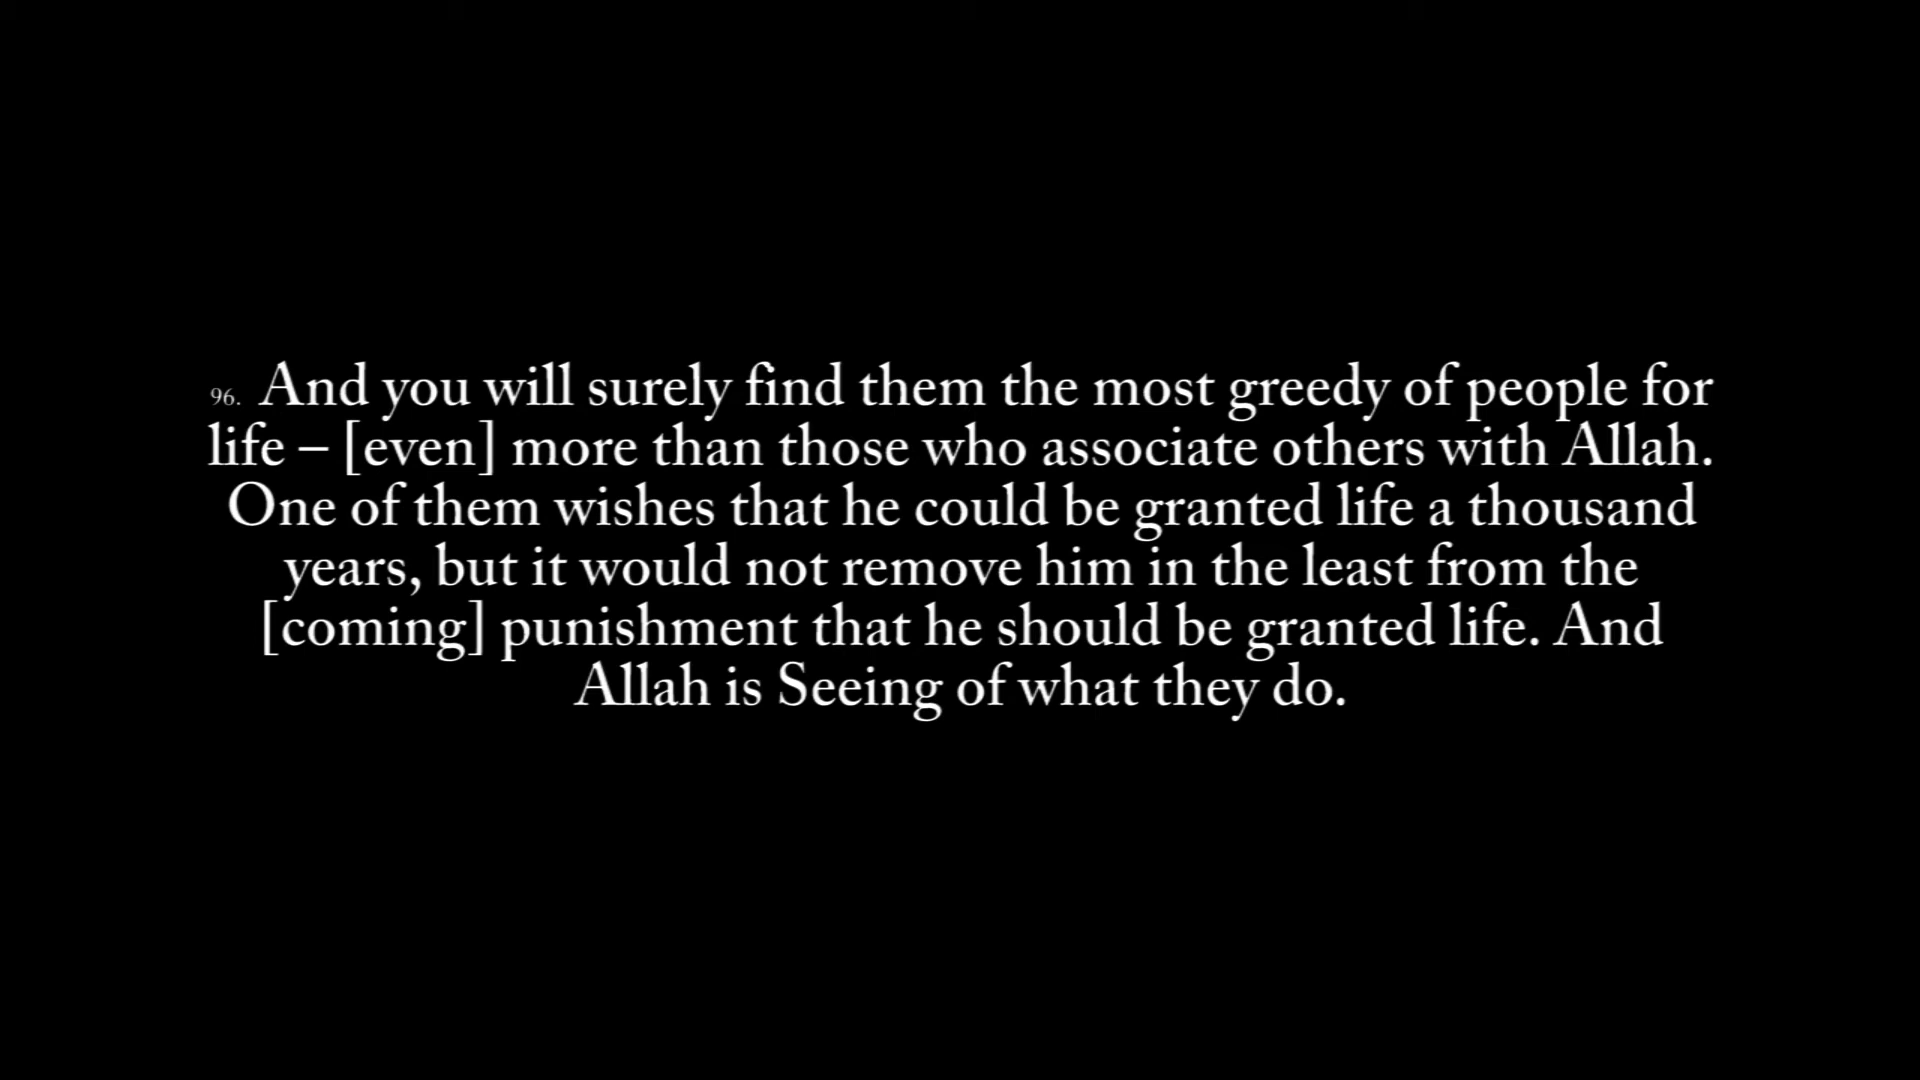 96. And you will surely find them the most greedy of people for
life – [even] more than those who associate others with Allah.
One of them wishes that he could be granted life a thousand
years, but it would not remove him in the least from the
[coming] punishment that he should be granted life. And
Allah is Seeing of what they do.